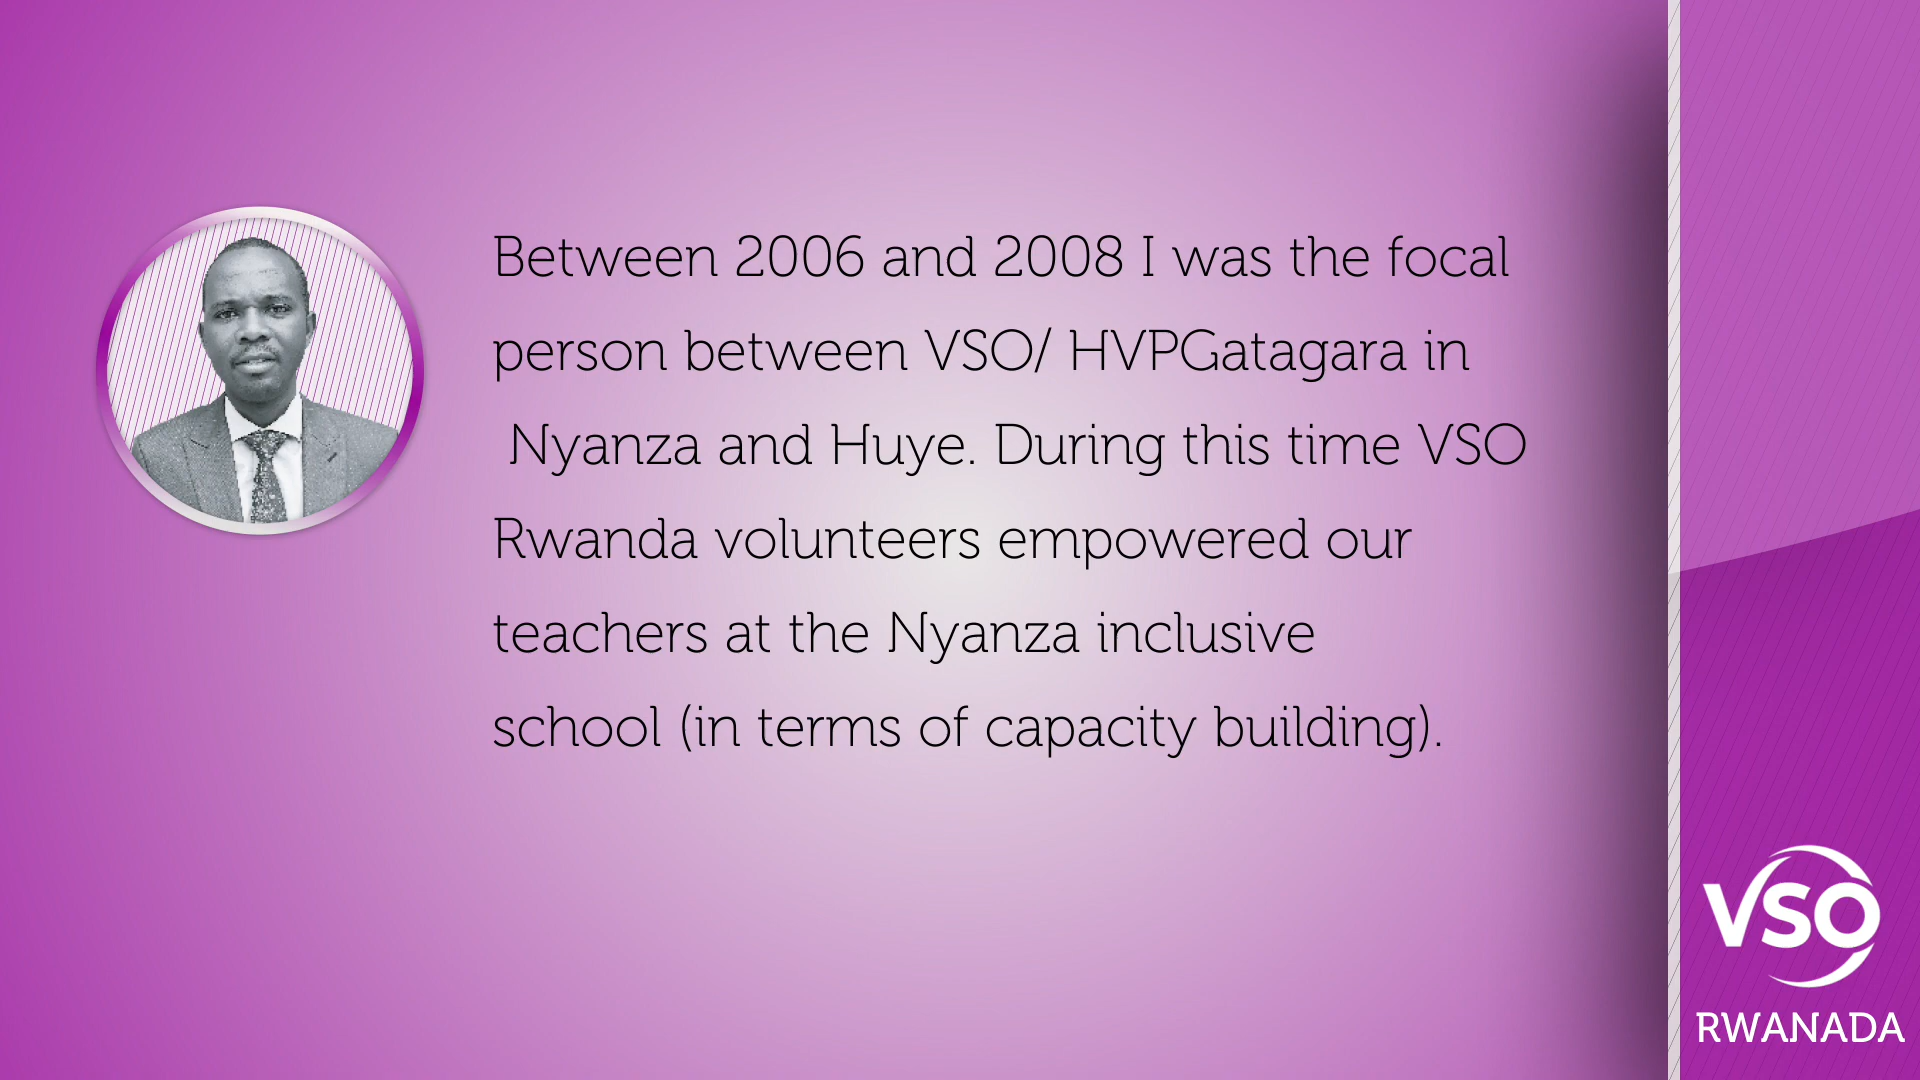 Between 2006 and 2008 I was the focal
person between VSO/ HVPGatagara in
Nyanza and Huye. During this time VSO
Rwanda volunteers empowered our
teachers at the Nyanza inclusive
school (in terms of capacity building).
VSO
RWANADA